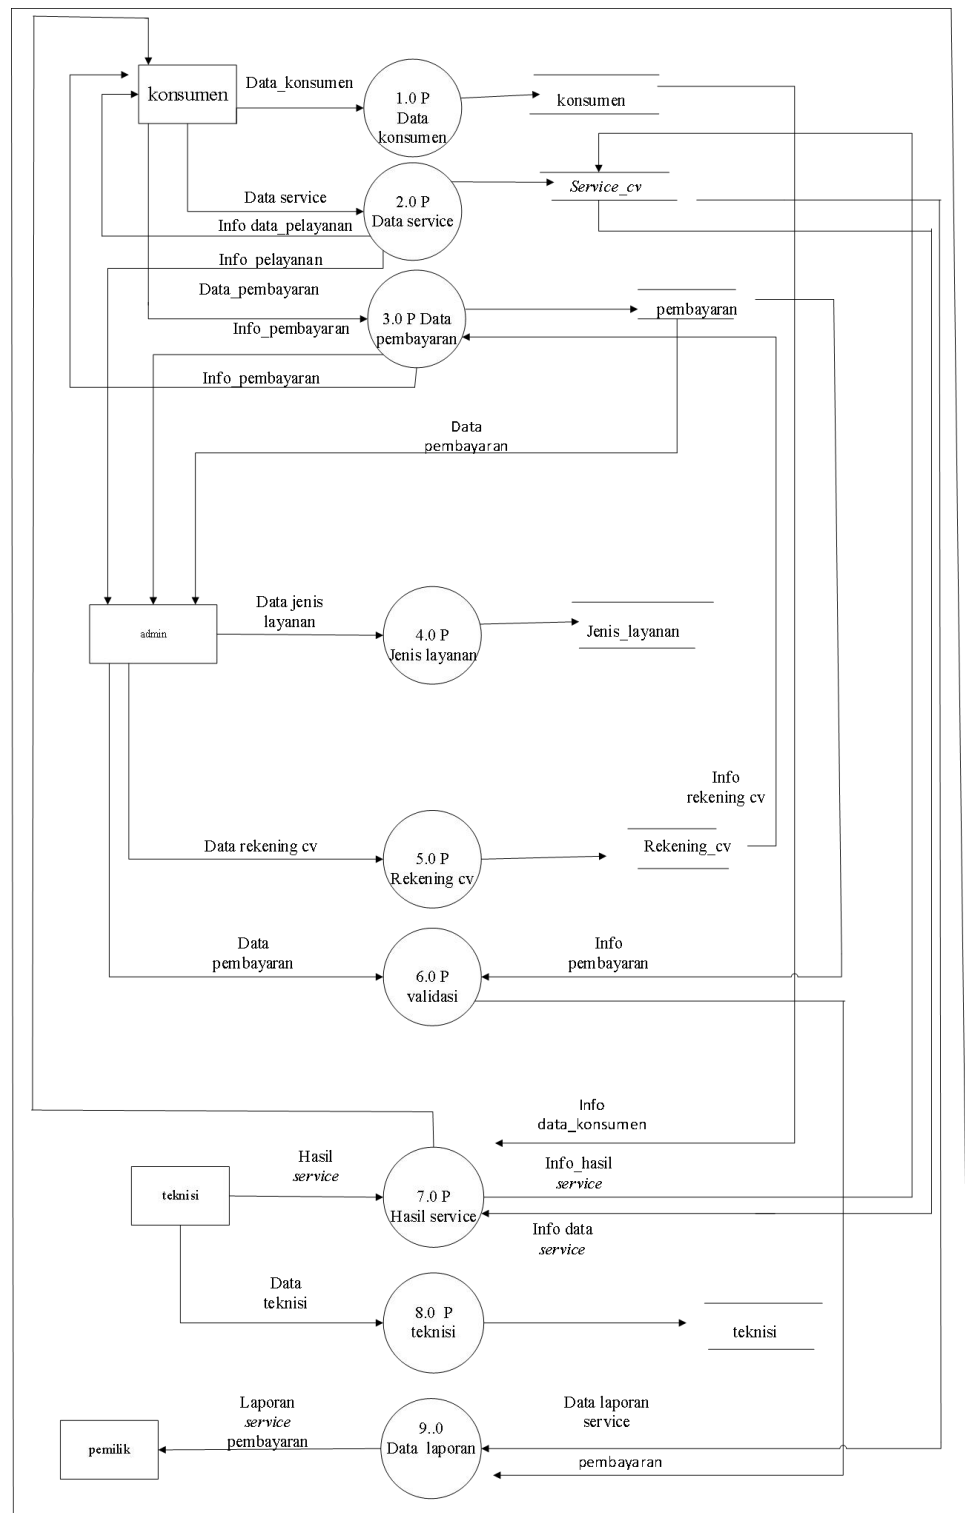 konsumen
Data_konsumen
1.0 P
Data
konsumen
konsumen
Data service
Info data_pelayanan
2.0 P
Data service
Service_cv
Info_pelayanan
Data_pembayaran
Info_pembayaran
3.0 P Data
pembayaran
pembayaran
Info_pembayaran
Data
pembayaran
admin
Data jenis
layanan
4.0 P
Jenis layanan
Jenis_layanan
Info
rekening cv
Data rekening cv
5.0 P
Rekening cv
Rekening_cv
Data
pembayaran
6.0 P
validasi
Info
pembayaran
Info
data_konsumen
teknisi
Hasil
service
7.0 P
Hasil service
Info_hasil
service
Info data
service
Data
teknisi
8.0 P
teknisi
teknisi
pemilik
Laporan
service
pembayaran
9..0
Data laporan
Data laporan
service
pembayaran